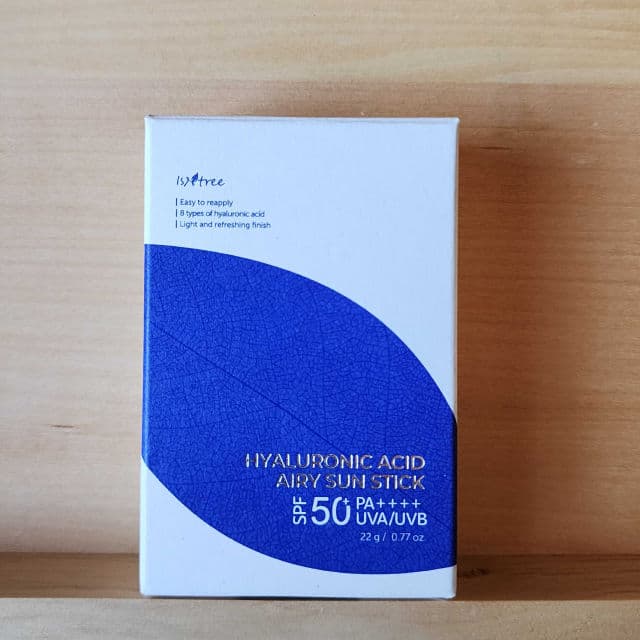 Isntree
Easy to reapply
8 types of hyaluronic acid
Light and refreshing finish
HYALURONIC ACID
AIRY SUN STICK
SPF 50+ PA++++
UVA/UVB
22 g / 0.77 oz